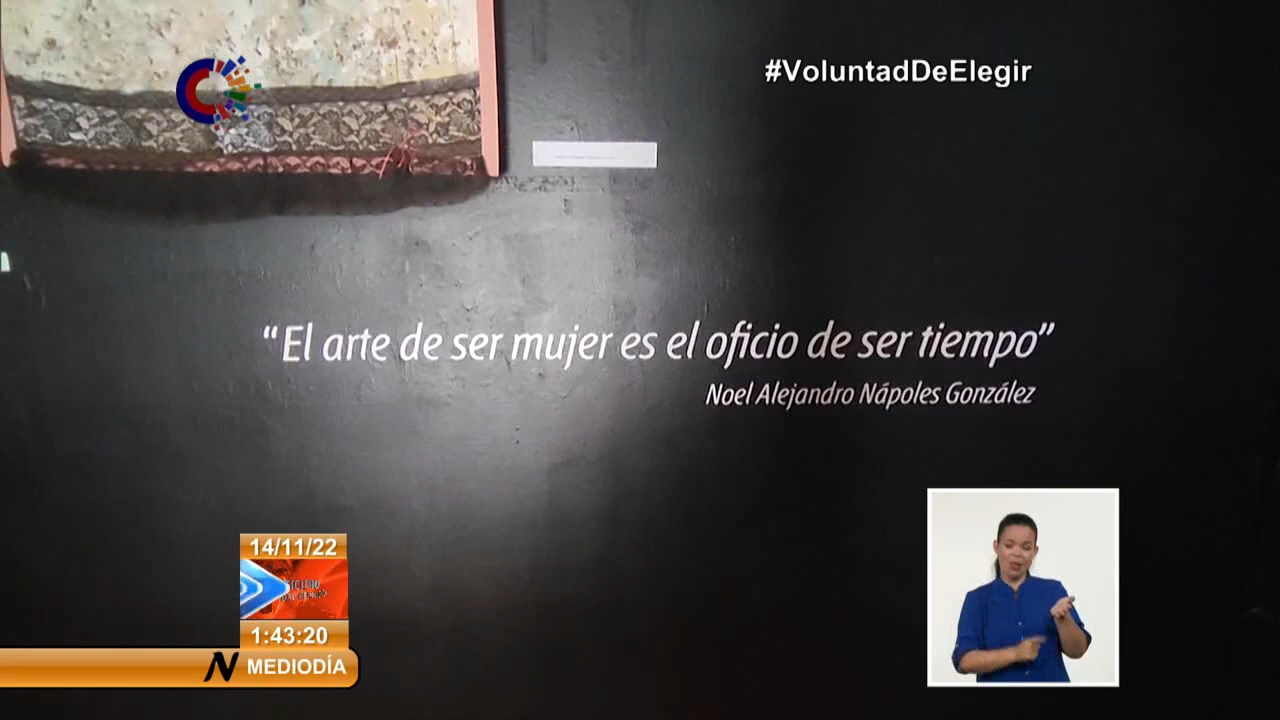 #VoluntadDeElegir
“El arte de ser mujer es el oficio de ser tiempo”
Noel Alejandro Nápoles González
14/11/22
1:43:20
N MEDIODÍA